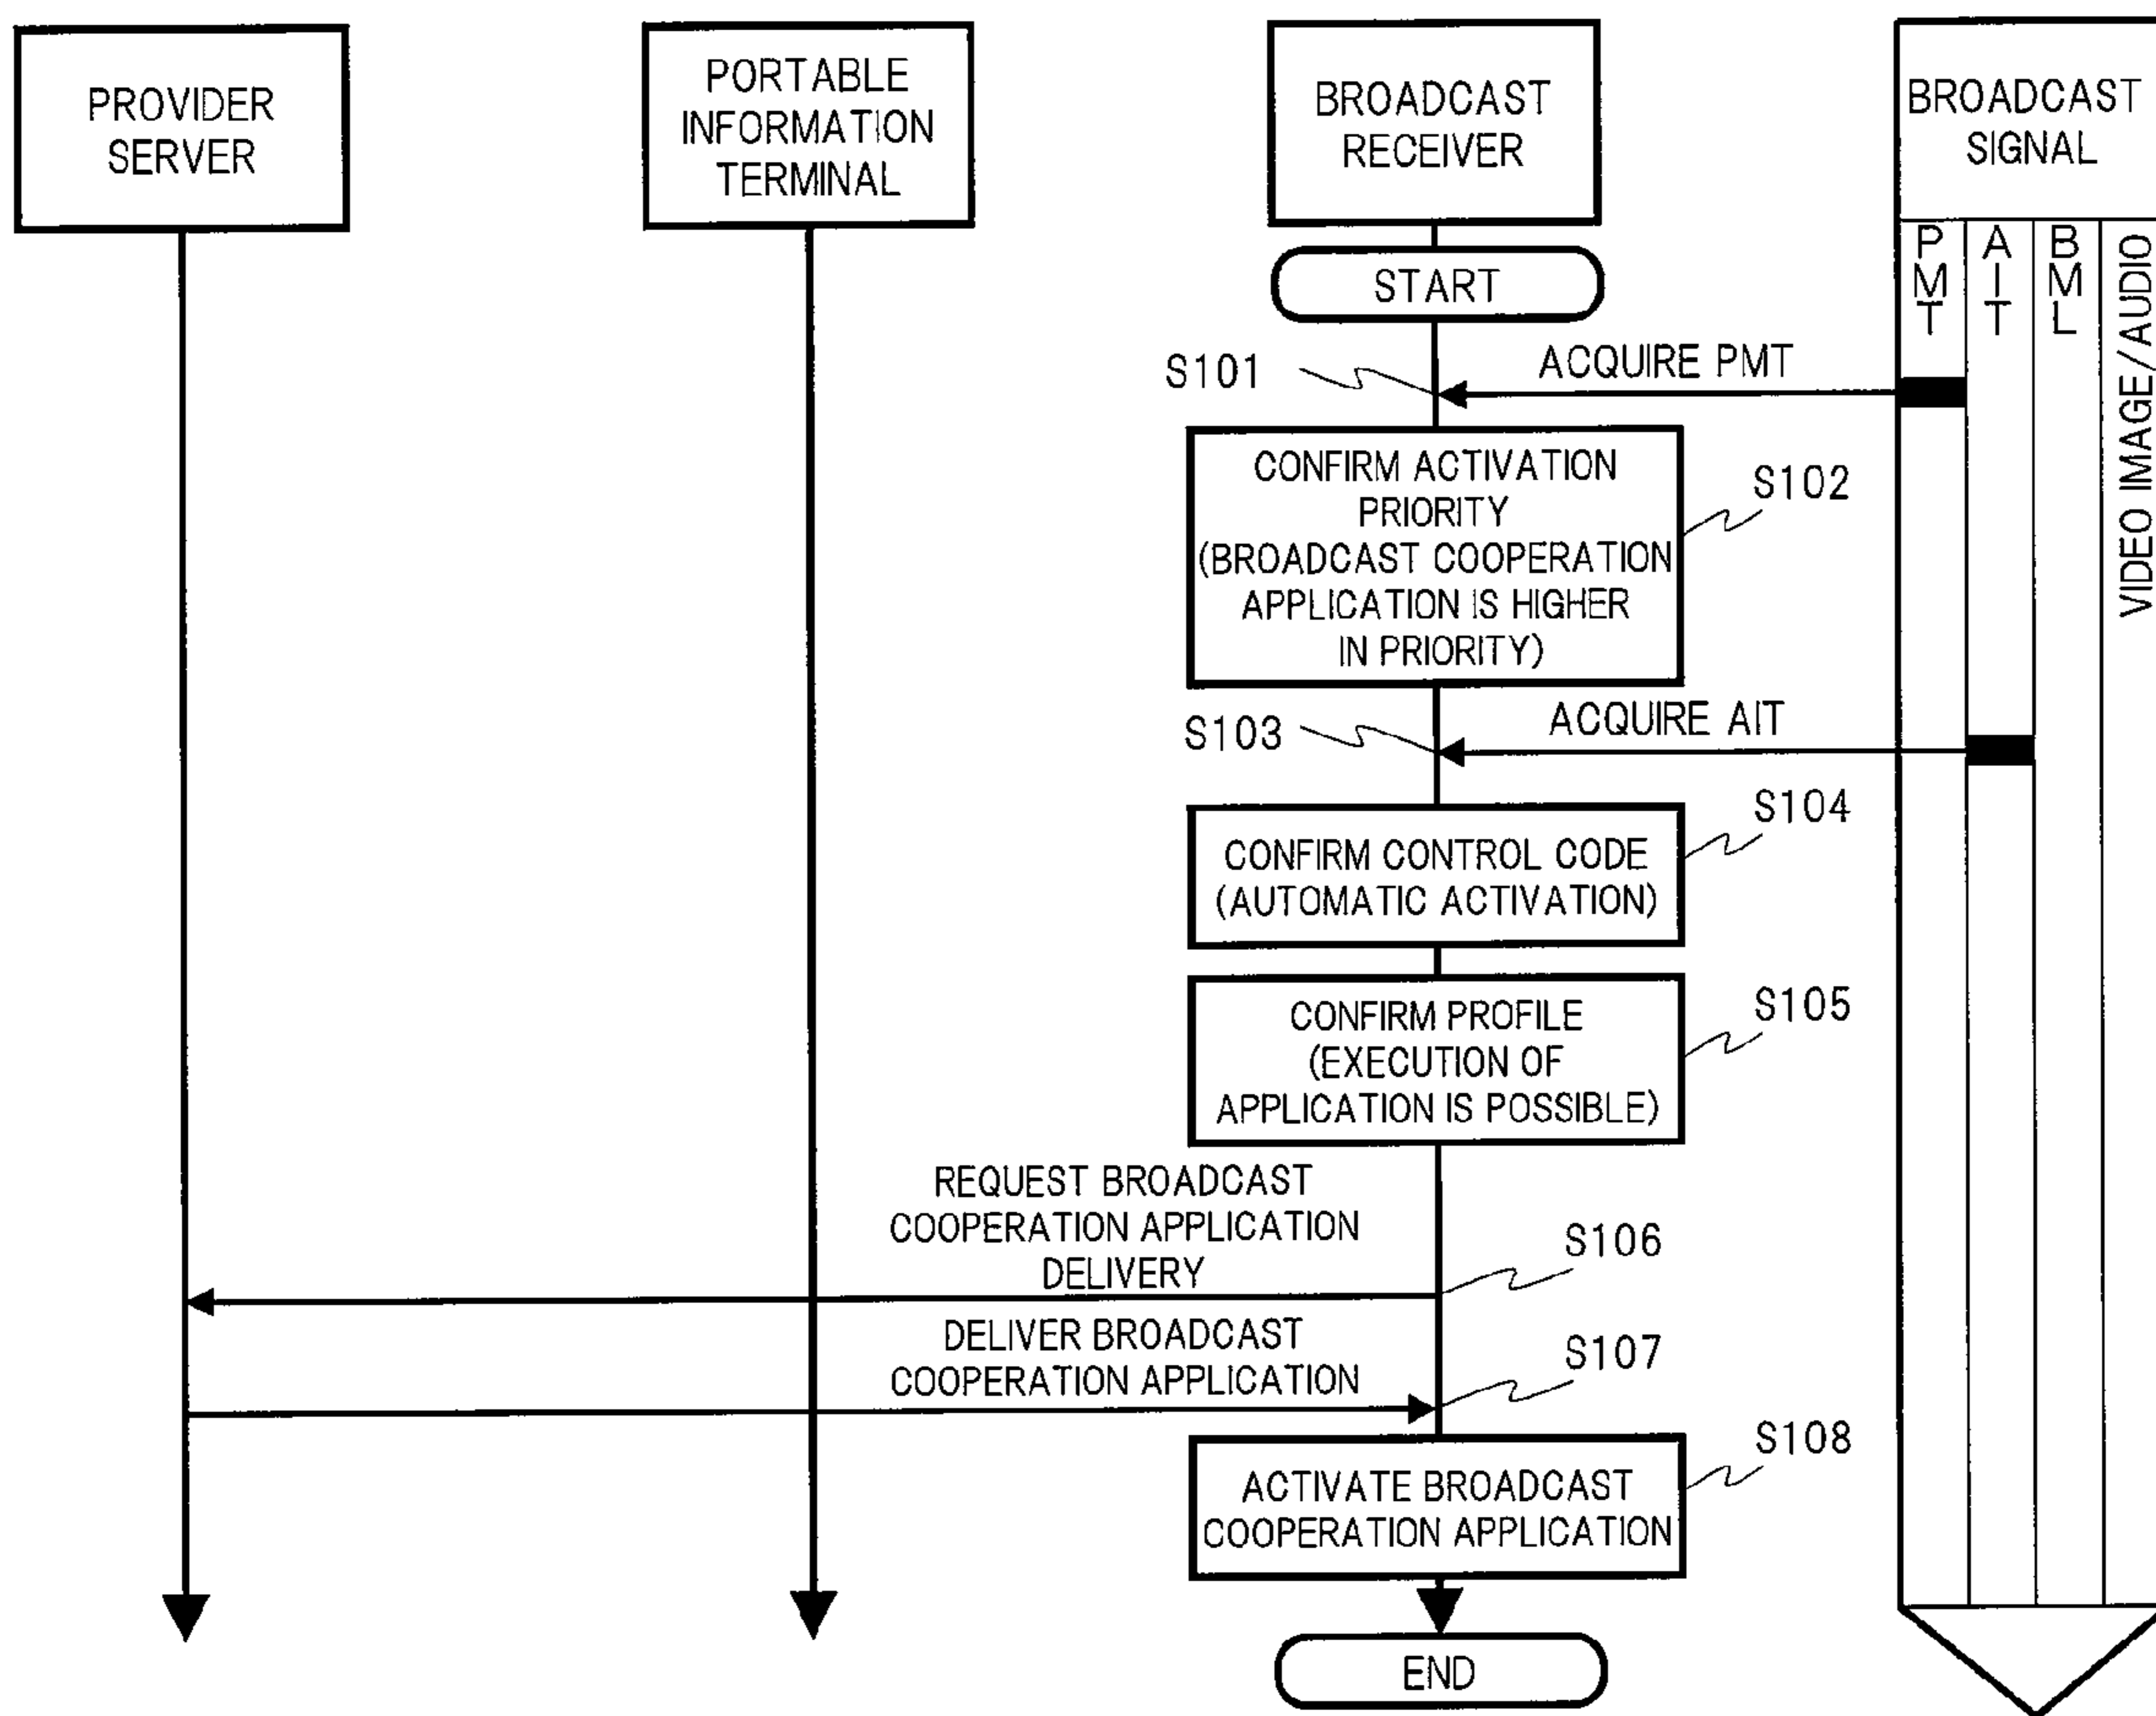 PROVIDER
SERVER
PORTABLE
INFORMATION
TERMINAL
BROADCAST
RECEIVER
BROADCAST
SIGNAL
START
PMT
AIT
BML
VIDEO IMAGE/AUDIO
S101
ACQUIRE PMT
CONFIRM ACTIVATION
PRIORITY
(BROADCAST COOPERATION
APPLICATION IS HIGHER
IN PRIORITY)
S102
S103
ACQUIRE AIT
S104
CONFIRM CONTROL CODE
(AUTOMATIC ACTIVATION)
S105
CONFIRM PROFILE
(EXECUTION OF
APPLICATION IS POSSIBLE)
REQUEST BROADCAST
COOPERATION APPLICATION
DELIVERY
S106
DELIVER BROADCAST
COOPERATION APPLICATION
S107
S108
ACTIVATE BROADCAST
COOPERATION APPLICATION
END